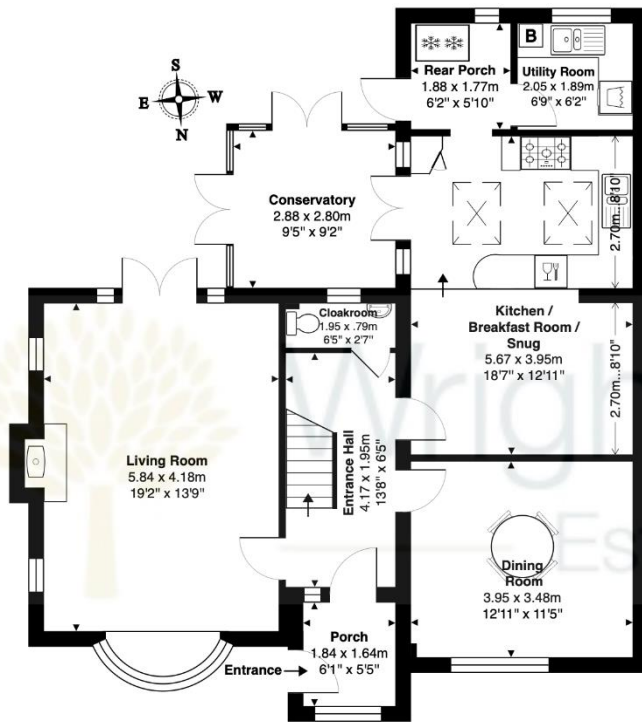 S
E W
N
B
Rear Porch
1.88 x 1.77m
6'2" x 5'10"
Utility Room
2.05 x 1.89m
6'9" x 6'2"
Conservatory
2.88 x 2.80m
9'5" x 9'2"
2.70m...8'10"
Cloakroom
1.95 x .79m
6'5" x 2'7"
Kitchen /
Breakfast Room /
Snug
5.67 x 3.95m
18'7" x 12'11"
2.70m...8'10"
Living Room
5.84 x 4.18m
19'2" x 13'9"
Entrance Hall
4.17 x 1.95m
13'8" x 6'5"
Wrigh
Es
Dining
Room
3.95 x 3.48m
12'11" x 11'5"
Porch
1.84 x 1.64m
6'1" x 5'5"
Entrance